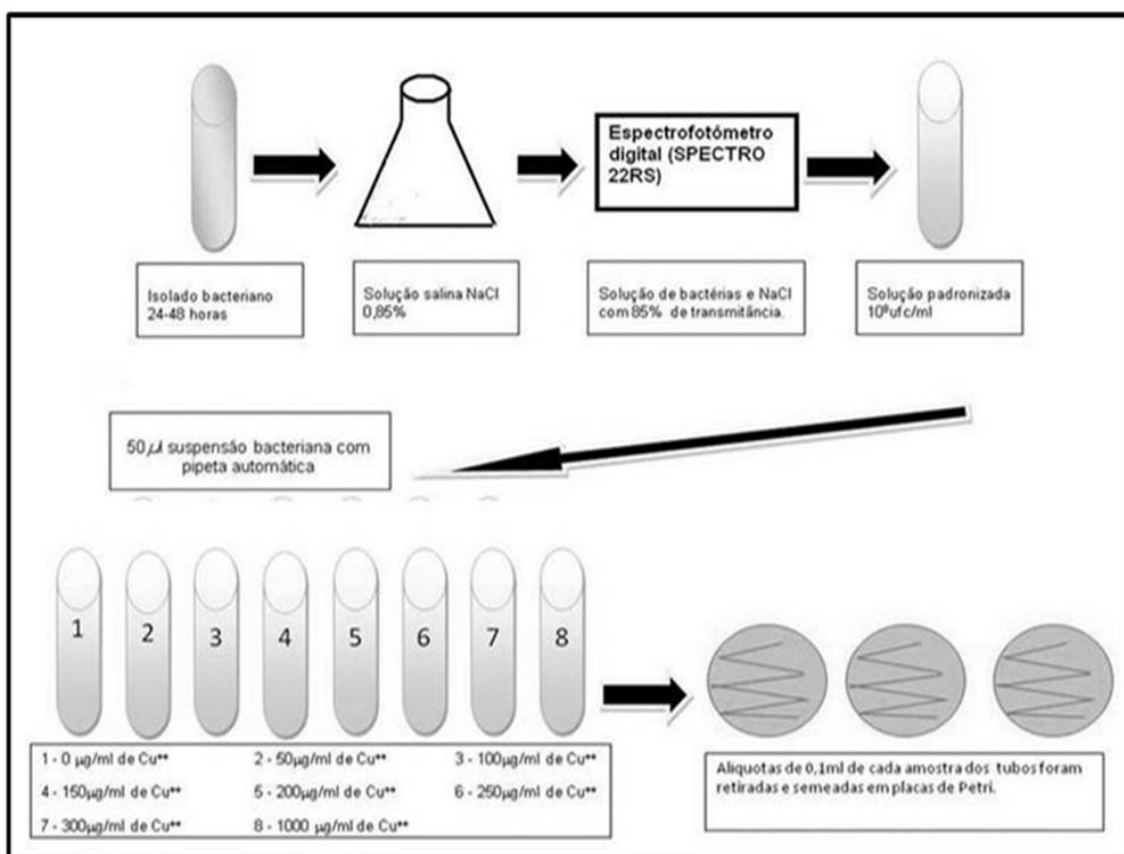 Isolado bacteriano
24-48 horas
Solução salina NaCl
0,85%
Espectrofotômetro
digital (SPECTRO
22RS)
Solução de bactérias e NaCl
com 85% de transmitância.
Solução padronizada
10⁸ufc/ml
50 µl suspensão bacteriana com
pipeta automática
1 2 3 4 5 6 7 8
1 - 0 µg/ml de Cu⁺⁺ 2 - 50µg/ml de Cu⁺⁺ 3 - 100µg/ml de Cu⁺⁺
4 - 150µg/ml de Cu⁺⁺ 5 - 200µg/ml de Cu⁺⁺ 6 - 250µg/ml de Cu⁺⁺
7 - 300µg/ml de Cu⁺⁺ 8 - 1000 µg/ml de Cu⁺⁺
Aliquotas de 0,1ml de cada amostra dos tubos foram
retiradas e semeadas em placas de Petri.